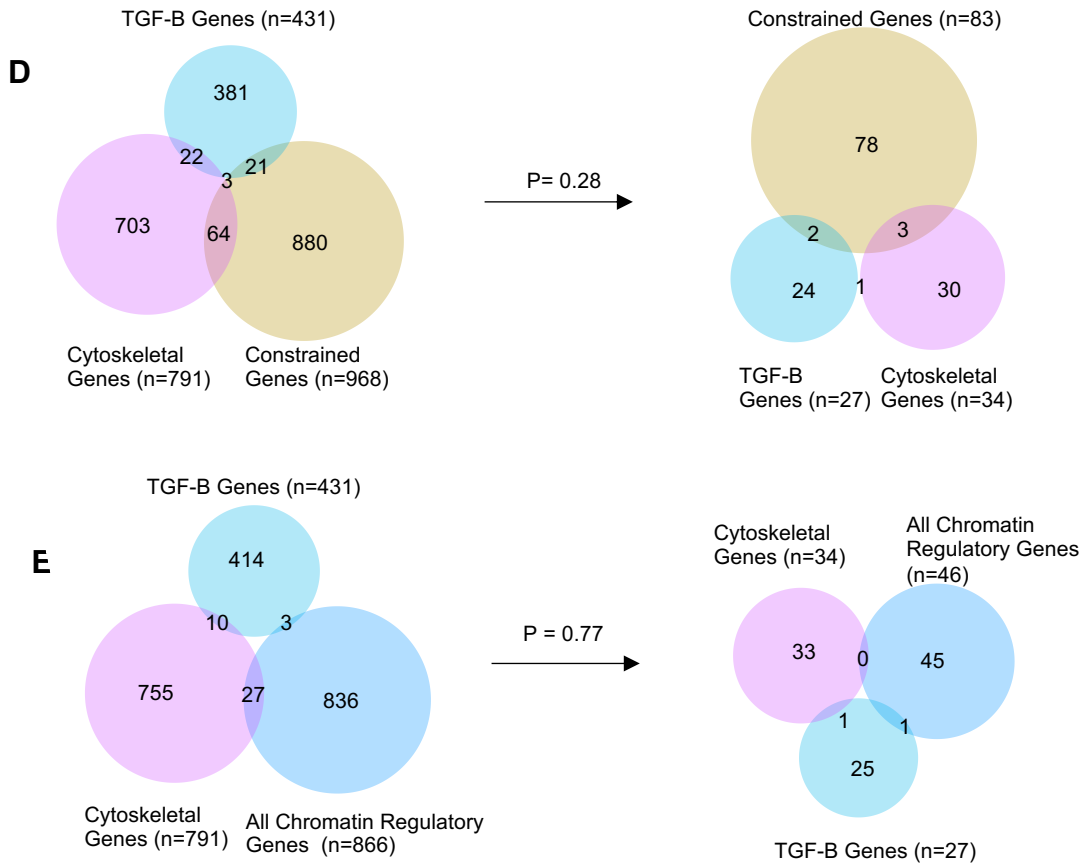 D
TGF-B Genes (n=431)
381
22
21
3
703
64
880
Cytoskeletal
Genes (n=791)
Constrained
Genes (n=968)
P= 0.28
Constrained Genes (n=83)
78
2
3
24
1
30
TGF-B
Genes (n=27)
Cytoskeletal
Genes (n=34)
E
TGF-B Genes (n=431)
414
10
3
755
27
836
Cytoskeletal
Genes (n=791)
All Chromatin Regulatory
Genes (n=866)
P = 0.77
Cytoskeletal
Genes (n=34)
All Chromatin
Regulatory Genes
(n=46)
33
0
45
1
1
25
TGF-B Genes (n=27)